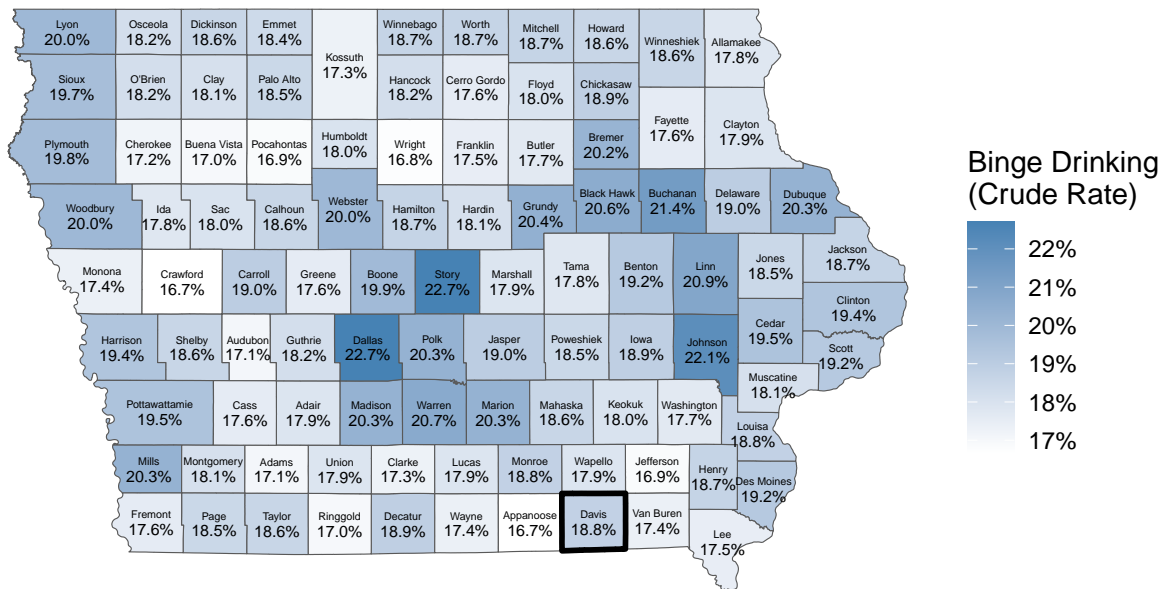 Lyon
20.0%
Osceola
18.2%
Dickinson
18.6%
Emmet
18.4%
Kossuth
17.3%
Winnebago
18.7%
Worth
18.7%
Mitchell
18.7%
Howard
18.6%
Winneshiek
18.6%
Allamakee
17.8%
Sioux
19.7%
O'Brien
18.2%
Clay
18.1%
Palo Alto
18.5%
Hancock
18.2%
Cerro Gordo
17.6%
Floyd
18.0%
Chickasaw
18.9%
Fayette
17.6%
Clayton
17.9%
Plymouth
19.8%
Cherokee
17.2%
Buena Vista
17.0%
Pocahontas
16.9%
Humboldt
18.0%
Wright
16.8%
Franklin
17.5%
Butler
17.7%
Bremer
20.2%
Woodbury
20.0%
Ida
17.8%
Sac
18.0%
Calhoun
18.6%
Webster
20.0%
Hamilton
18.7%
Hardin
18.1%
Grundy
20.4%
Black Hawk
20.6%
Buchanan
21.4%
Delaware
19.0%
Dubuque
20.3%
Monona
17.4%
Crawford
16.7%
Carroll
19.0%
Greene
17.6%
Boone
19.9%
Story
22.7%
Marshall
17.9%
Tama
17.8%
Benton
19.2%
Linn
20.9%
Jones
18.5%
Jackson
18.7%
Clinton
19.4%
Harrison
19.4%
Shelby
18.6%
Audubon
17.1%
Guthrie
18.2%
Dallas
22.7%
Polk
20.3%
Jasper
19.0%
Poweshiek
18.5%
Iowa
18.9%
Johnson
22.1%
Cedar
19.5%
Scott
19.2%
Muscatine
18.1%
Pottawattamie
19.5%
Cass
17.6%
Adair
17.9%
Madison
20.3%
Warren
20.7%
Marion
20.3%
Mahaska
18.6%
Keokuk
18.0%
Washington
17.7%
Louisa
18.8%
Mills
20.3%
Montgomery
18.1%
Adams
17.1%
Union
17.9%
Clarke
17.3%
Lucas
17.9%
Monroe
18.8%
Wapello
17.9%
Jefferson
16.9%
Henry
18.7%
Des Moines
19.2%
Fremont
17.6%
Page
18.5%
Taylor
18.6%
Ringgold
17.0%
Decatur
18.9%
Wayne
17.4%
Appanoose
16.7%
Davis
18.8%
Van Buren
17.4%
Lee
17.5%
Binge Drinking
(Crude Rate)
22%
21%
20%
19%
18%
17%